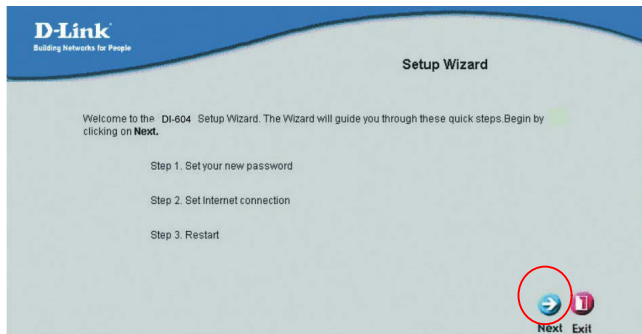 D-Link
Building Networks for People
Setup Wizard
Welcome to the DI-604 Setup Wizard. The Wizard will guide you through these quick steps.Begin by
clicking on Next.
Step 1. Set your new password
Step 2. Set Internet connection
Step 3. Restart
Next Exit